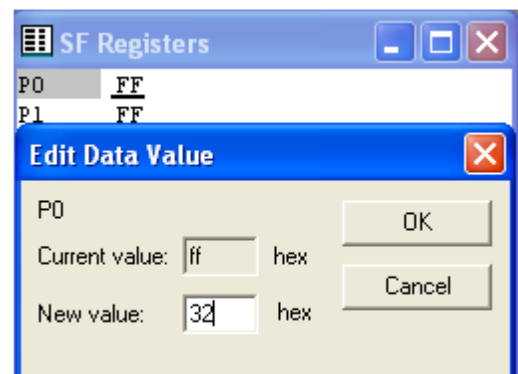 SF Registers
P0 FF
P1 FF
Edit Data Value
P0
OK
Current value: ff hex
Cancel
New value: 32 hex